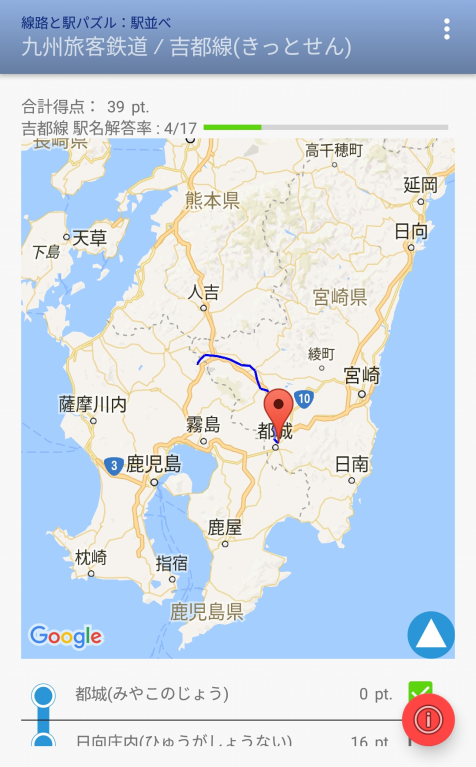 線路と駅パズル：駅並べ
九州旅客鉄道 / 吉都線(きっとせん)
合計得点： 39 pt.
吉都線 駅名解答率 : 4/17
長崎県
高千穂町
延岡
熊本県
天草
日向
下島
人吉
宮崎県
綾町
宮崎
10
薩摩川内
霧島
都城
3
鹿児島
日南
鹿屋
枕崎
指宿
鹿児島県
Google
都城(みやこのじょう) 0 pt.
日向庄内(ひゅうがしょうない) 16 pt.